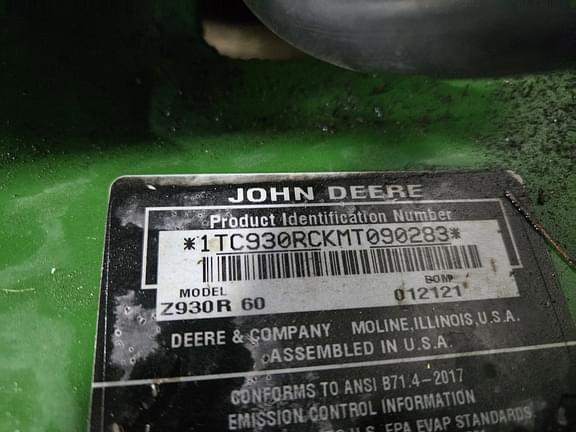 JOHN DEERE
Product Identification Number
*1TC930RCKMT090283*
MODEL BOM
Z930R 60 012121
DEERE & COMPANY MOLINE, ILLINOIS, U.S.A.
ASSEMBLED IN U.S.A.
CONFORMS TO ANSI B71.4-2017
EMISSION CONTROL INFORMATION
TO U.S. EPA EVAP STANDARDS